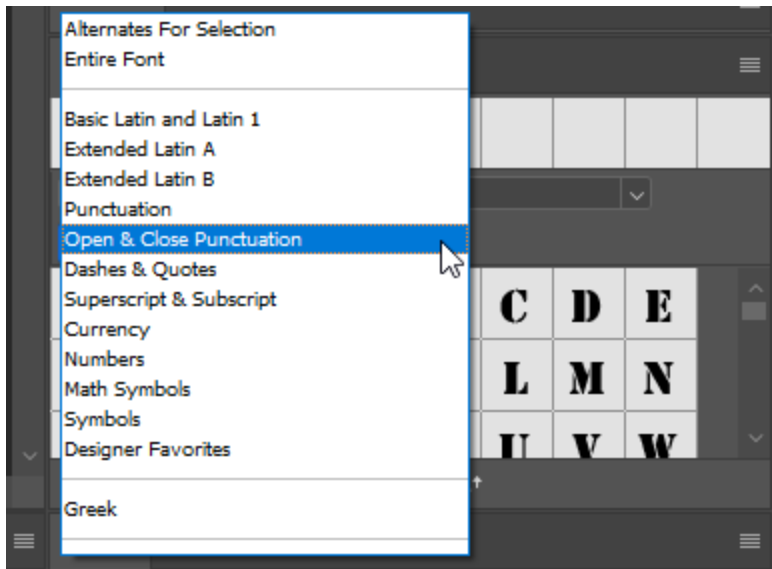 Alternates For Selection
Entire Font
Basic Latin and Latin 1
Extended Latin A
Extended Latin B
Punctuation
Open & Close Punctuation
Dashes & Quotes
Superscript & Subscript
Currency
Numbers
Math Symbols
Symbols
Designer Favorites
Greek
C D E
L M N
U V W